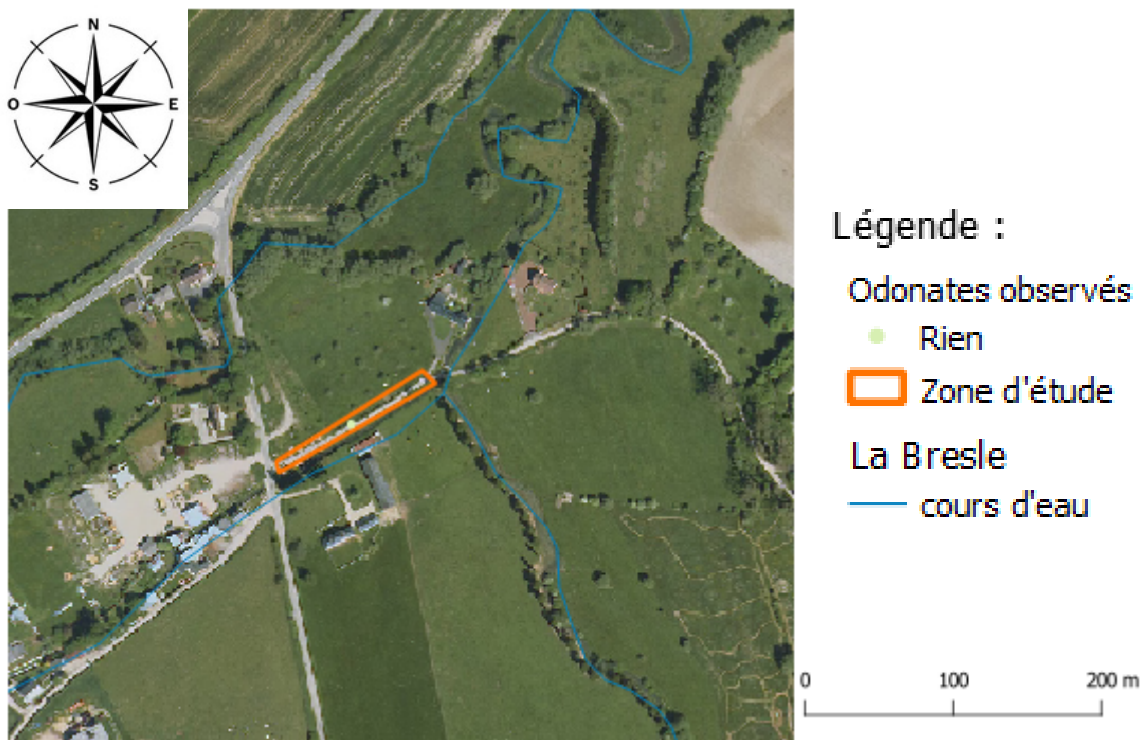 N
O E
S
Légende :
Odonates observés
Rien
Zone d'étude
La Bresle
cours d'eau
0 100 200 m